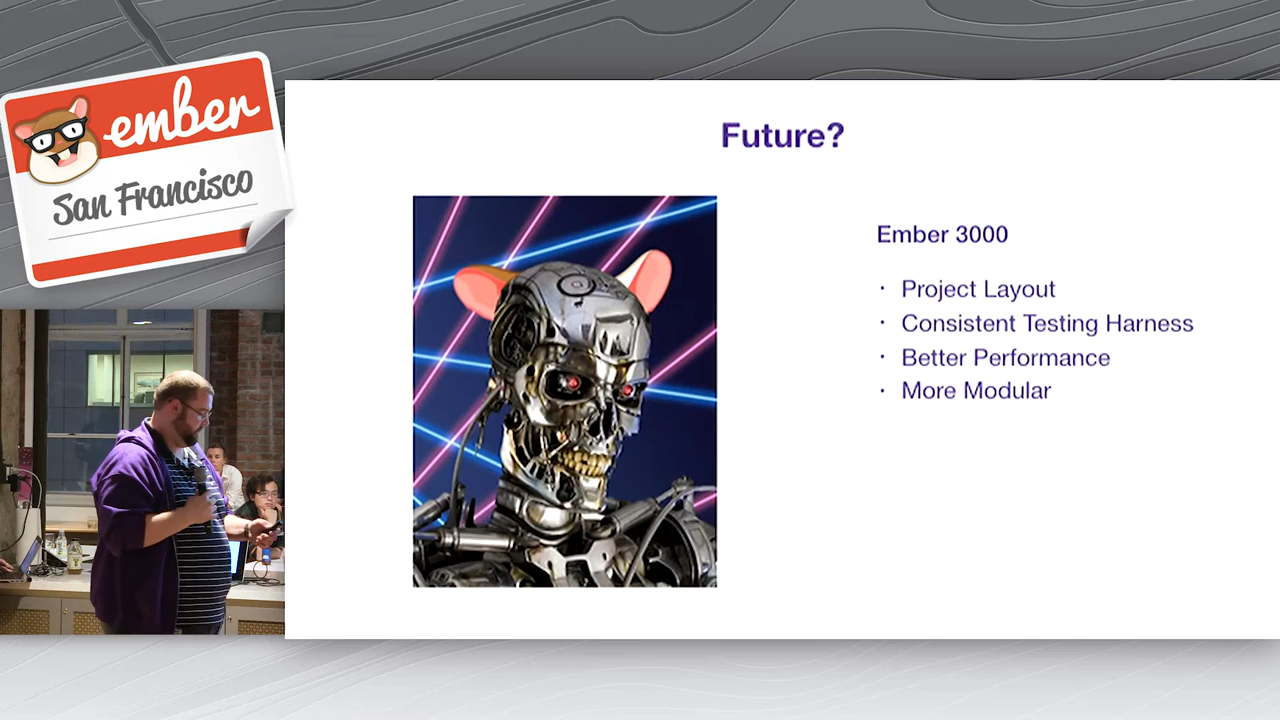 ember
San Francisco
Future?
Ember 3000
· Project Layout
· Consistent Testing Harness
· Better Performance
· More Modular